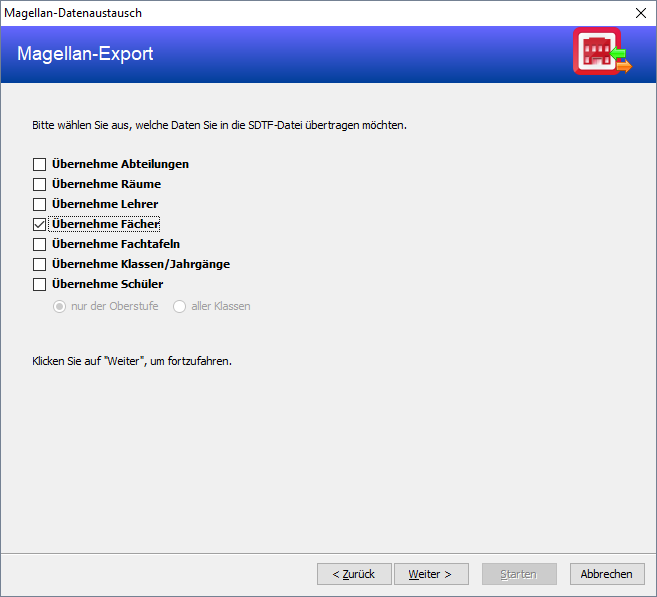 Magellan-Datenaustausch
Magellan-Export
Bitte wählen Sie aus, welche Daten Sie in die SDTF-Datei übertragen möchten.
Übernehme Abteilungen
Übernehme Räume
Übernehme Lehrer
Übernehme Fächer
Übernehme Fachtafeln
Übernehme Klassen/Jahrgänge
Übernehme Schüler
nur der Oberstufe aller Klassen
Klicken Sie auf "Weiter", um fortzufahren.
< Zurück Weiter > Starten Abbrechen